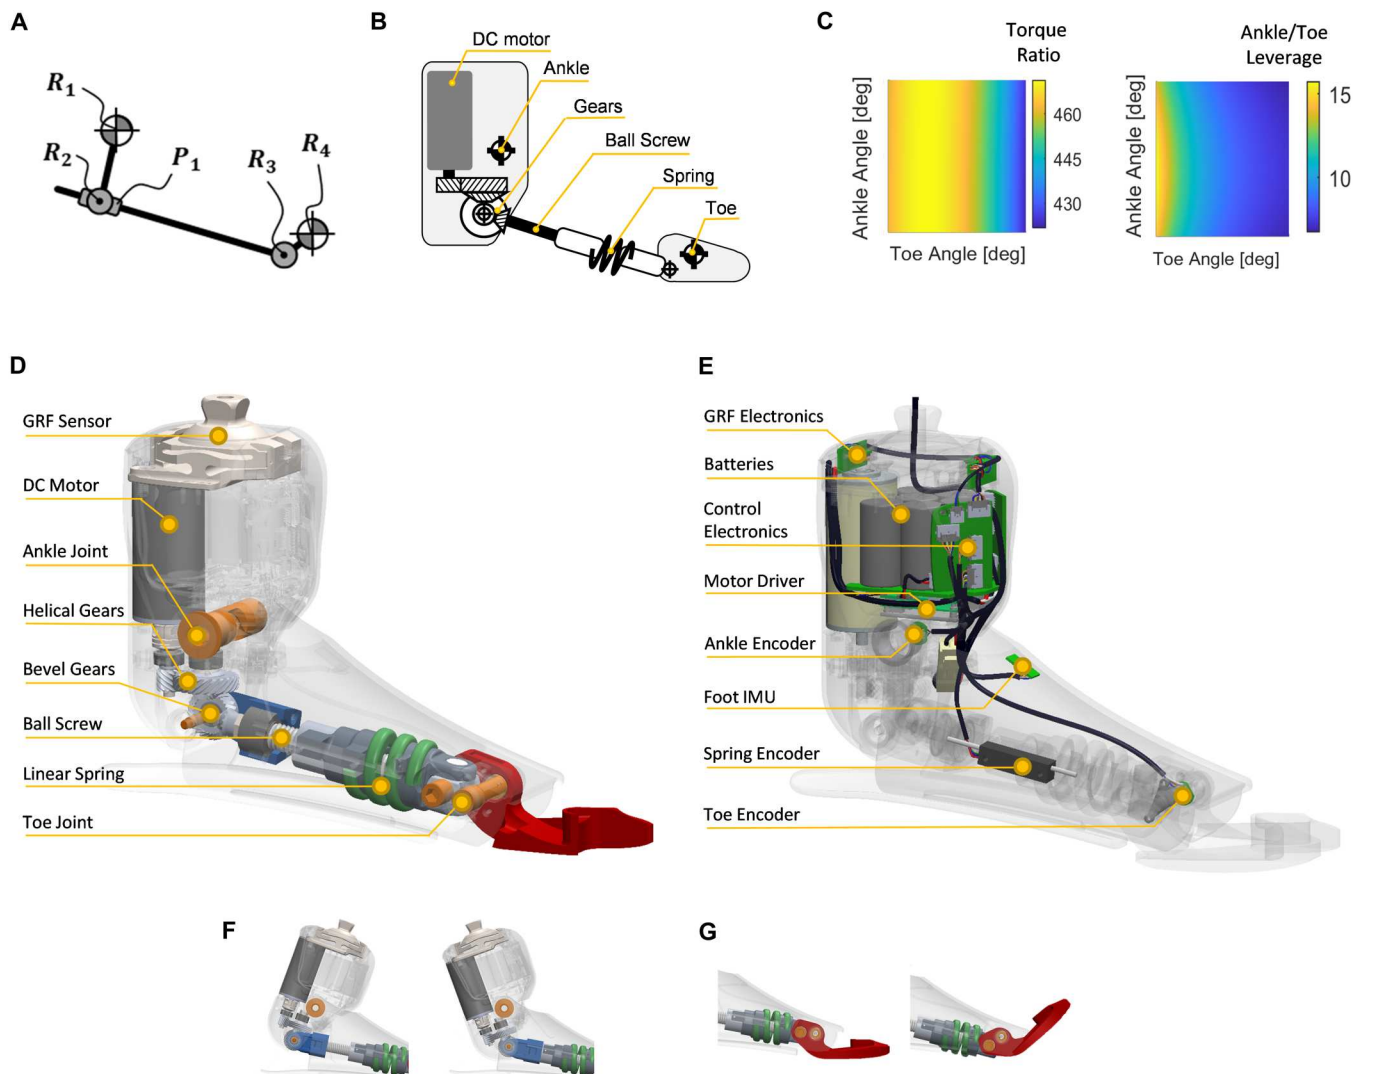 A
R1
R2
P1
R3
R4
B
DC motor
Ankle
Gears
Ball Screw
Spring
Toe
C
Torque
Ratio
Ankle Angle [deg]
Toe Angle [deg]
460
445
430
Ankle/Toe
Leverage
Ankle Angle [deg]
Toe Angle [deg]
15
10
D
GRF Sensor
DC Motor
Ankle Joint
Helical Gears
Bevel Gears
Ball Screw
Linear Spring
Toe Joint
E
GRF Electronics
Batteries
Control
Electronics
Motor Driver
Ankle Encoder
Foot IMU
Spring Encoder
Toe Encoder
F
G